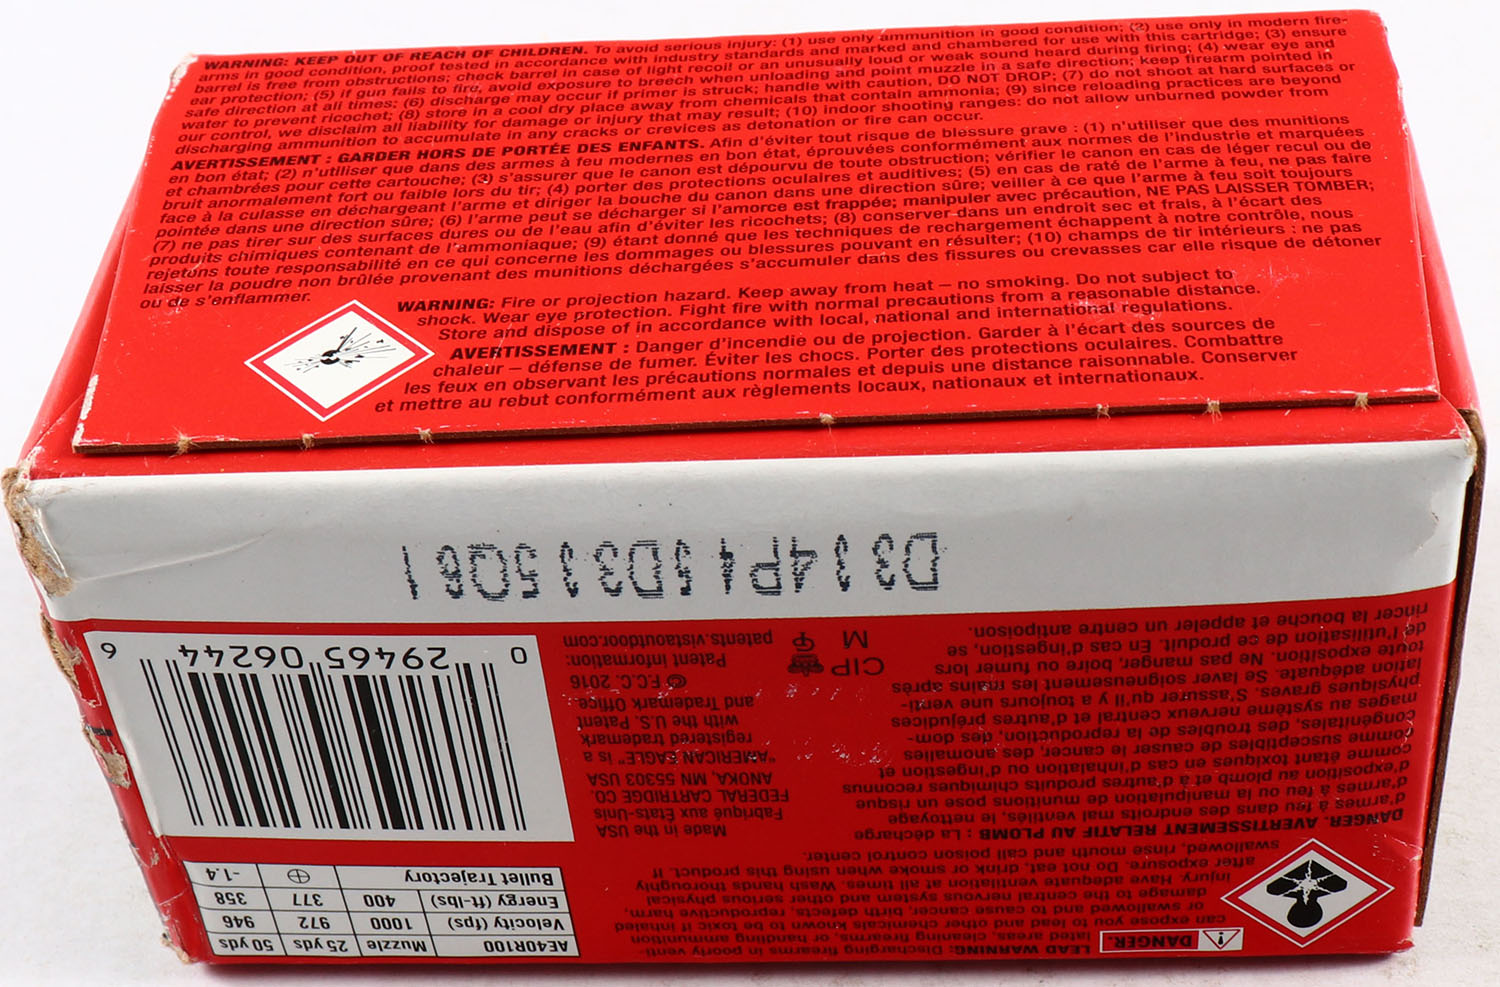 WARNING: KEEP OUT OF REACH OF CHILDREN. To avoid serious injury: (1) use only ammunition in good condition; (2) use only in modern fire-
arms in good condition, proof tested in accordance with industry standards and marked and chambered for use with this cartridge; (3) ensure
barrel is free from obstructions; check barrel in case of light recoil or an unusually loud or weak sound heard during firing; (4) wear eye and
ear protection; (5) if gun fails to fire, avoid exposure to breech when unloading and point muzzle in a safe direction; keep firearm pointed in
safe direction at all times; (6) discharge may occur if primer is struck; handle with caution, DO NOT DROP; (7) do not shoot at hard surfaces or
water to prevent ricochet; (8) store in a cool dry place away from chemicals that contain ammonia; (9) since reloading practices are beyond
our control, we disclaim all liability for damage or injury that may result; (10) indoor shooting ranges: do not allow unburned powder from
discharging ammunition to accumulate in any cracks or crevices as detonation or fire can occur.
AVERTISSEMENT : GARDER HORS DE PORTÉE DES ENFANTS. Afin d'éviter tout risque de blessure grave : (1) n'utiliser que des munitions
en bon état; (2) n'utiliser que dans des armes à feu modernes en bon état, éprouvées conformément aux normes de l'industrie et marquées
et chambrées pour cette cartouche; (3) s'assurer que le canon est dépourvu de toute obstruction; vérifier le canon en cas de léger recul ou de
bruit anormalement fort ou faible lors du tir; (4) porter des protections oculaires et auditives; (5) en cas de raté de l'arme à feu, ne pas faire
face à la culasse en déchargeant l'arme et diriger la bouche du canon dans une direction sûre; veiller à ce que l'arme à feu soit toujours
pointée dans une direction sûre; (6) l'arme peut se décharger si l'amorce est frappée; manipuler avec précaution, NE PAS LAISSER TOMBER;
(7) ne pas tirer sur des surfaces dures ou de l'eau afin d'éviter les ricochets; (8) conserver dans un endroit sec et frais, à l'écart des
produits chimiques contenant de l'ammoniaque; (9) étant donné que les techniques de rechargement échappent à notre contrôle, nous
rejetons toute responsabilité en ce qui concerne les dommages ou blessures pouvant en résulter; (10) champs de tir intérieurs : ne pas
laisser la poudre non brûlée provenant des munitions déchargées s'accumuler dans des fissures ou crevasses car elle risque de détoner
ou de s'enflammer.
WARNING: Fire or projection hazard. Keep away from heat – no smoking. Do not subject to
shock. Wear eye protection. Fight fire with normal precautions from a reasonable distance.
Store and dispose of in accordance with local, national and international regulations.
AVERTISSEMENT : Danger d'incendie ou de projection. Garder à l'écart des sources de
chaleur – défense de fumer. Éviter les chocs. Porter des protections oculaires. Combattre
les feux en observant les précautions normales et depuis une distance raisonnable. Conserver
et mettre au rebut conformément aux règlements locaux, nationaux et internationaux.
DANGER. LEAD WARNING: Discharging firearms in poorly venti-
lated areas, cleaning firearms, or handling ammunition
can expose you to lead and other chemicals known to be toxic if inhaled
or swallowed and to cause cancer, birth defects, reproductive harm,
damage to the central nervous system and other serious physical
injury. Have adequate ventilation at all times. Wash hands thoroughly
after exposure. Do not eat, drink or smoke when using this product. If
swallowed, rinse mouth and call poison control center.
DANGER. AVERTISSEMENT RELATIF AU PLOMB : La décharge
d'armes à feu dans des endroits mal ventilés, le nettoyage
d'armes à feu ou la manipulation de munitions pose un risque
d'exposition au plomb et à d'autres produits chimiques reconnus
comme étant toxiques en cas d'inhalation ou d'ingestion et
comme susceptibles de causer le cancer, des anomalies
congénitales, des troubles de la reproduction, des dom-
mages au système nerveux central et d'autres préjudices
physiques graves. S'assurer qu'il y a toujours une venti-
lation adéquate. Se laver soigneusement les mains après
toute exposition. Ne pas manger, boire ou fumer lors
de l'utilisation de ce produit. En cas d'ingestion, se
rincer la bouche et appeler un centre antipoison.
AE40R100 Muzzle 25 yds 50 yds
Velocity (fps) 1000 972 946
Energy (ft-lbs) 400 377 358
Bullet Trajectory -1.4
Made in the USA
Fabriqué aux États-Unis
FEDERAL CARTRIDGE CO.
ANOKA, MN 55303 USA
"AMERICAN EAGLE" is a
registered trademark
with the U.S. Patent
and Trademark Office
© F.C.C. 2016
Patent information:
patents.vistaoutdoor.com
CIP
M
0 29465 06244 6